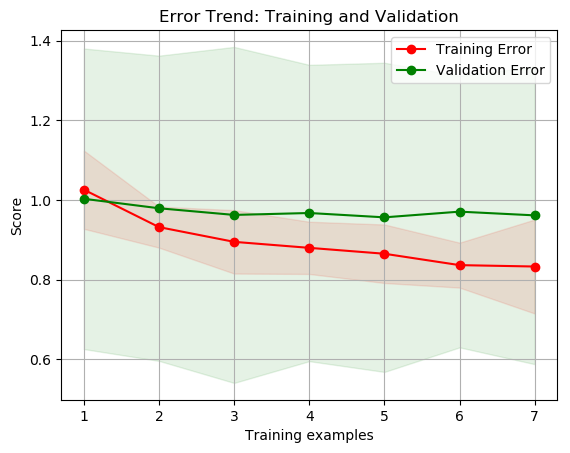 Error Trend: Training and Validation
1.4
1.2
1.0
0.8
0.6
Score
Training Error
Validation Error
1 2 3 4 5 6 7
Training examples